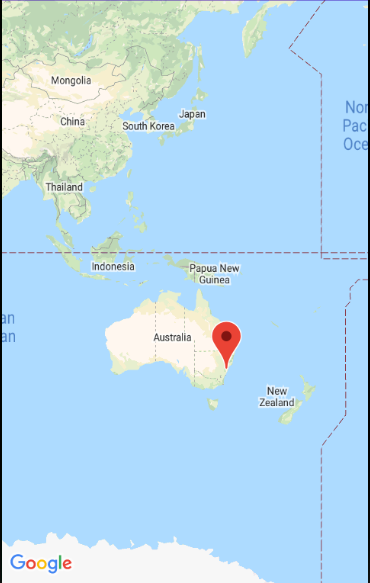 Mongolia
China
South Korea
Japan
Nor
Pac
Oce
Thailand
Indonesia
Papua New
Guinea
an
an
Australia
New
Zealand
Google